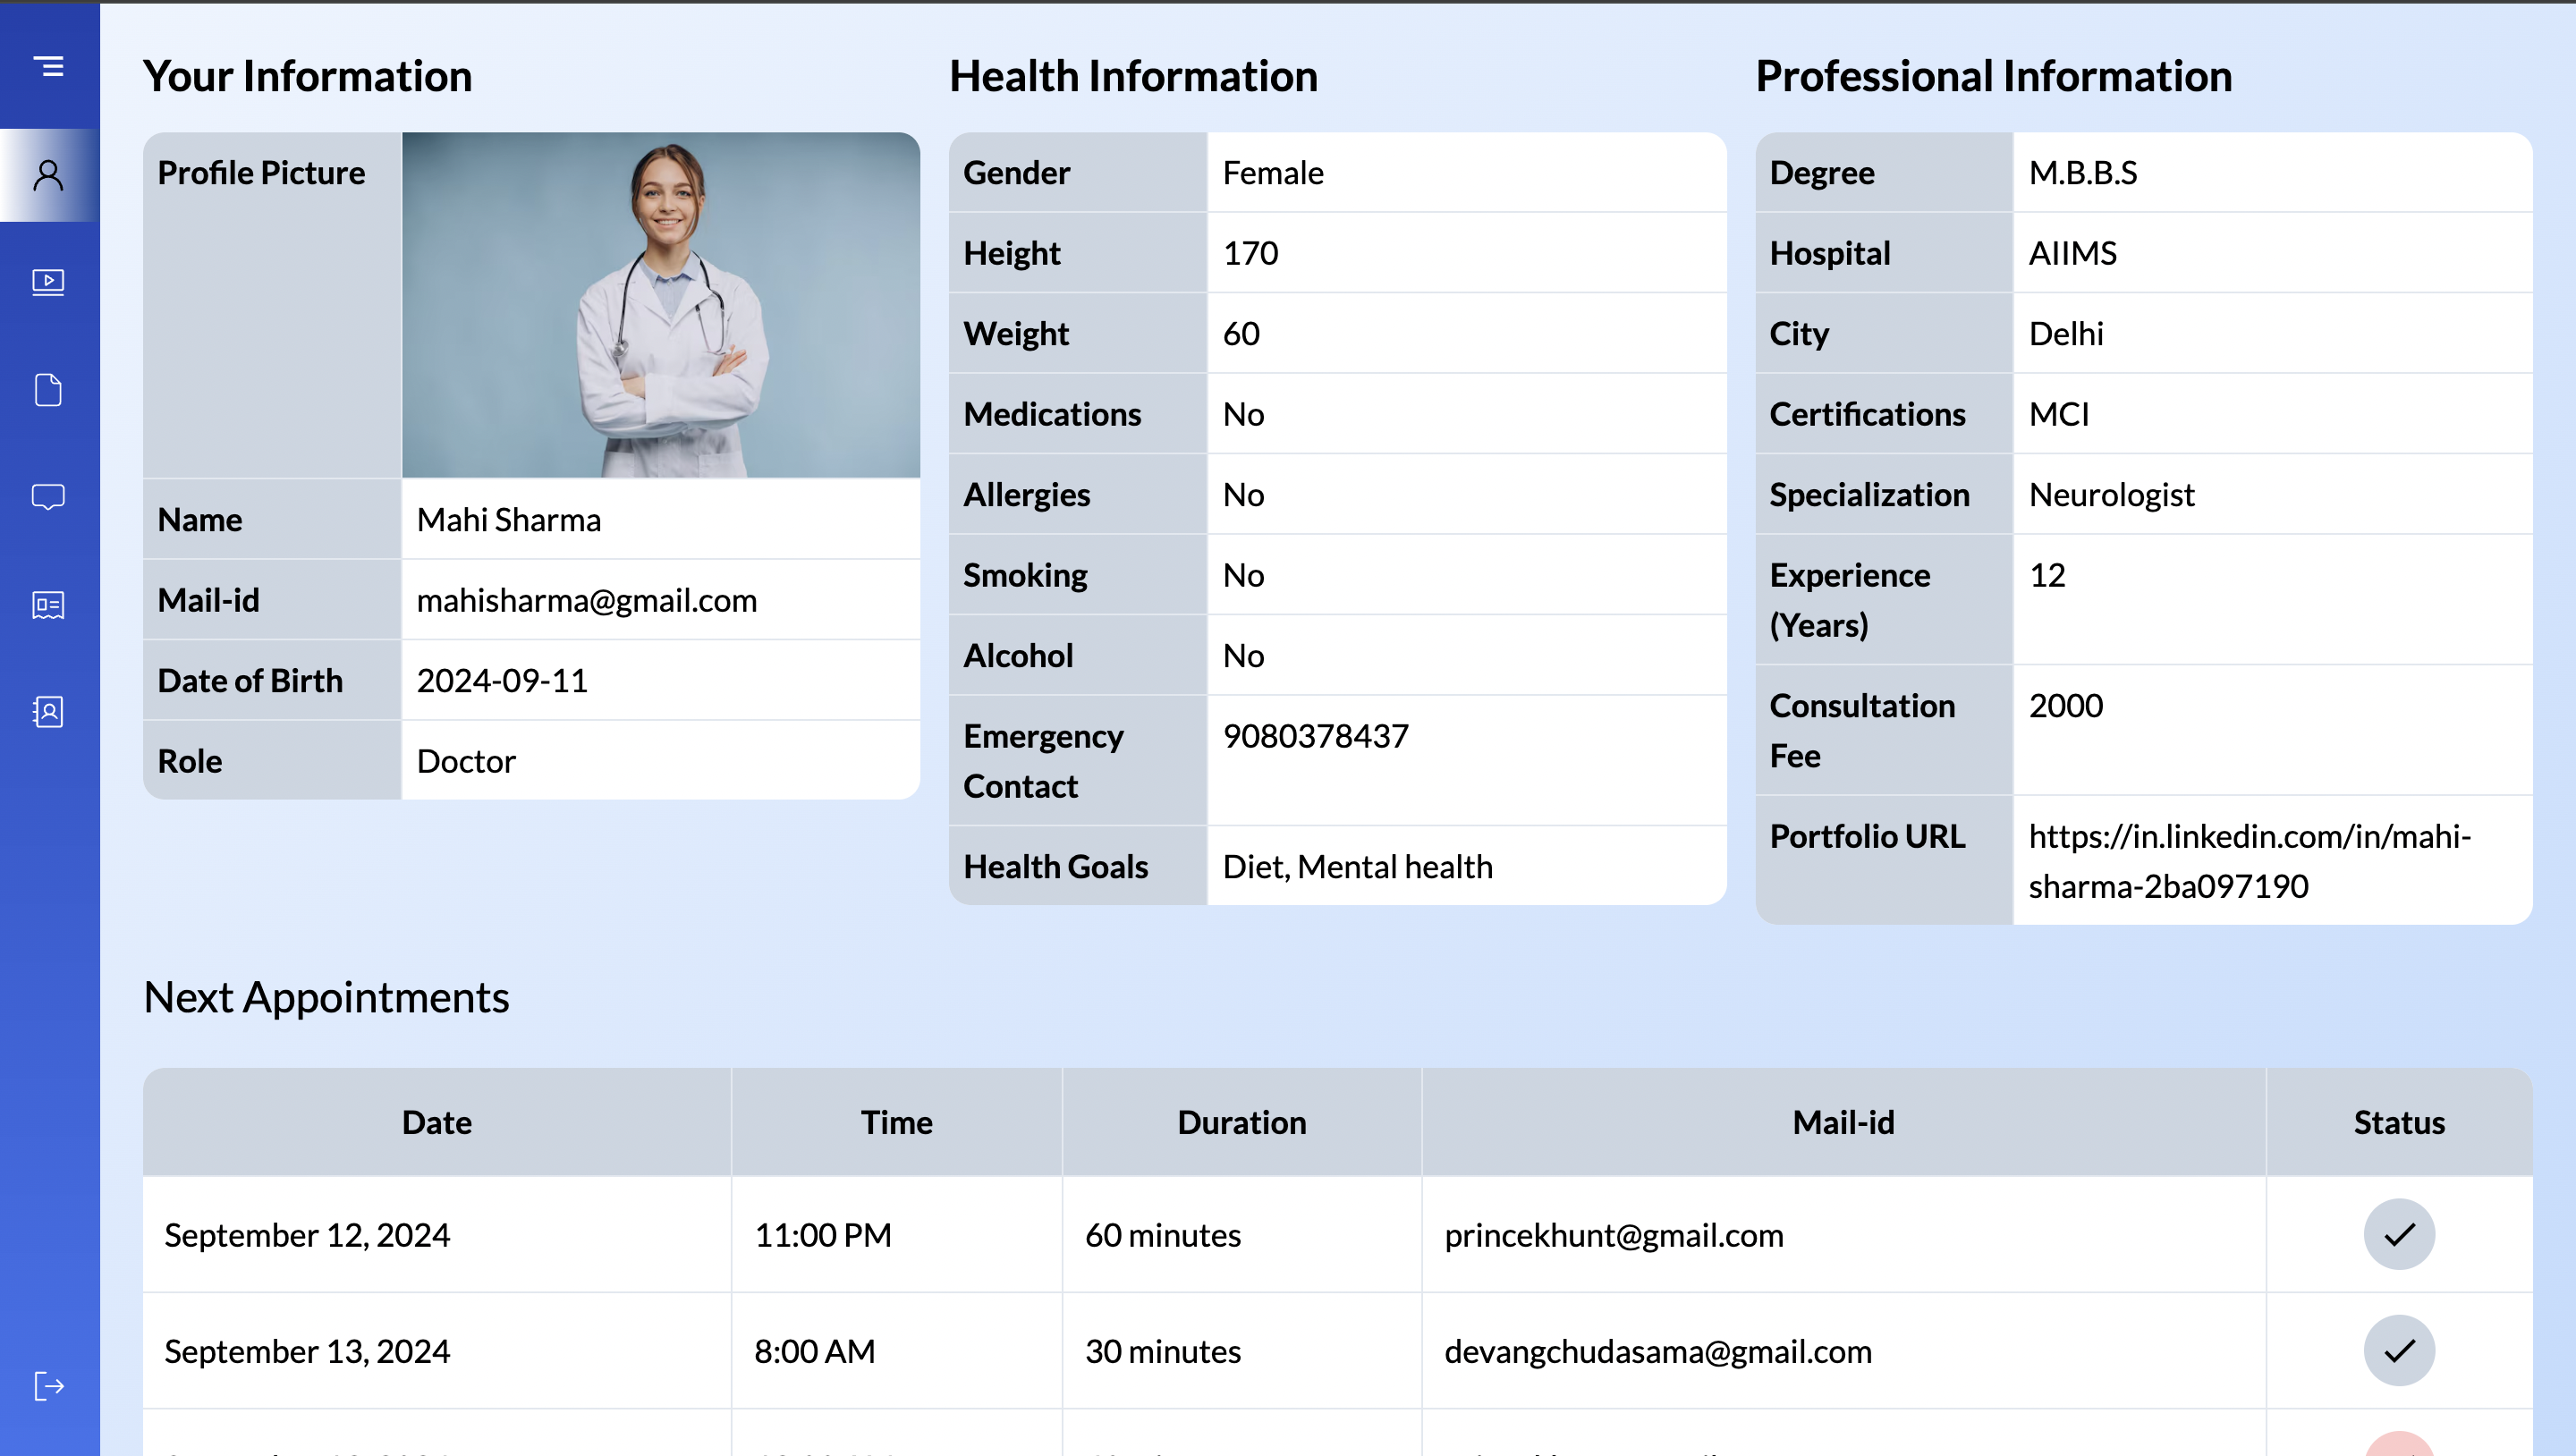 Your Information
Profile Picture
Name Mahi Sharma
Mail-id mahisharma@gmail.com
Date of Birth 2024-09-11
Role Doctor
Health Information
Gender Female
Height 170
Weight 60
Medications No
Allergies No
Smoking No
Alcohol No
Emergency 9080378437
Contact
Health Goals Diet, Mental health
Professional Information
Degree M.B.B.S
Hospital AIIMS
City Delhi
Certifications MCI
Specialization Neurologist
Experience 12
(Years)
Consultation 2000
Fee
Portfolio URL https://in.linkedin.com/in/mahi-
sharma-2ba097190
Next Appointments
Date Time Duration Mail-id Status
September 12, 2024 11:00 PM 60 minutes princekhunt@gmail.com
September 13, 2024 8:00 AM 30 minutes devangchudasama@gmail.com